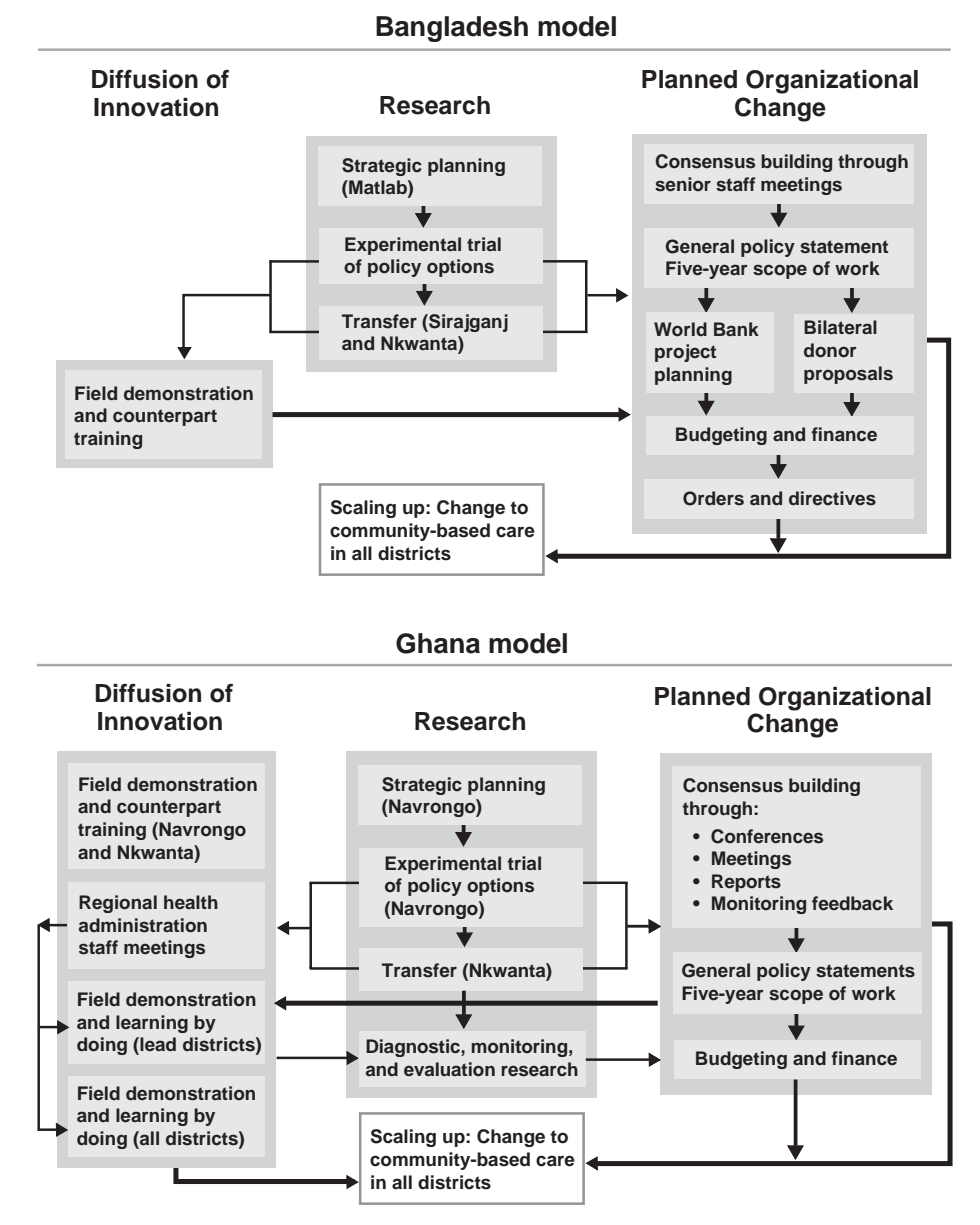 Bangladesh model
Diffusion of
Innovation
Research
Planned Organizational
Change
Strategic planning
(Matlab)
Experimental trial
of policy options
Transfer (Sirajganj
and Nkwanta)
Field demonstration
and counterpart
training
Consensus building through
senior staff meetings
General policy statement
Five-year scope of work
World Bank
project
planning
Bilateral
donor
proposals
Budgeting and finance
Orders and directives
Scaling up: Change to
community-based care
in all districts
Ghana model
Diffusion of
Innovation
Research
Planned Organizational
Change
Field demonstration
and counterpart
training (Navrongo
and Nkwanta)
Regional health
administration
staff meetings
Field demonstration
and learning by
doing (lead districts)
Field demonstration
and learning by
doing (all districts)
Strategic planning
(Navrongo)
Experimental trial
of policy options
(Navrongo)
Transfer (Nkwanta)
Diagnostic, monitoring,
and evaluation research
Consensus building
through:
• Conferences
• Meetings
• Reports
• Monitoring feedback
General policy statements
Five-year scope of work
Budgeting and finance
Scaling up: Change to
community-based care
in all districts